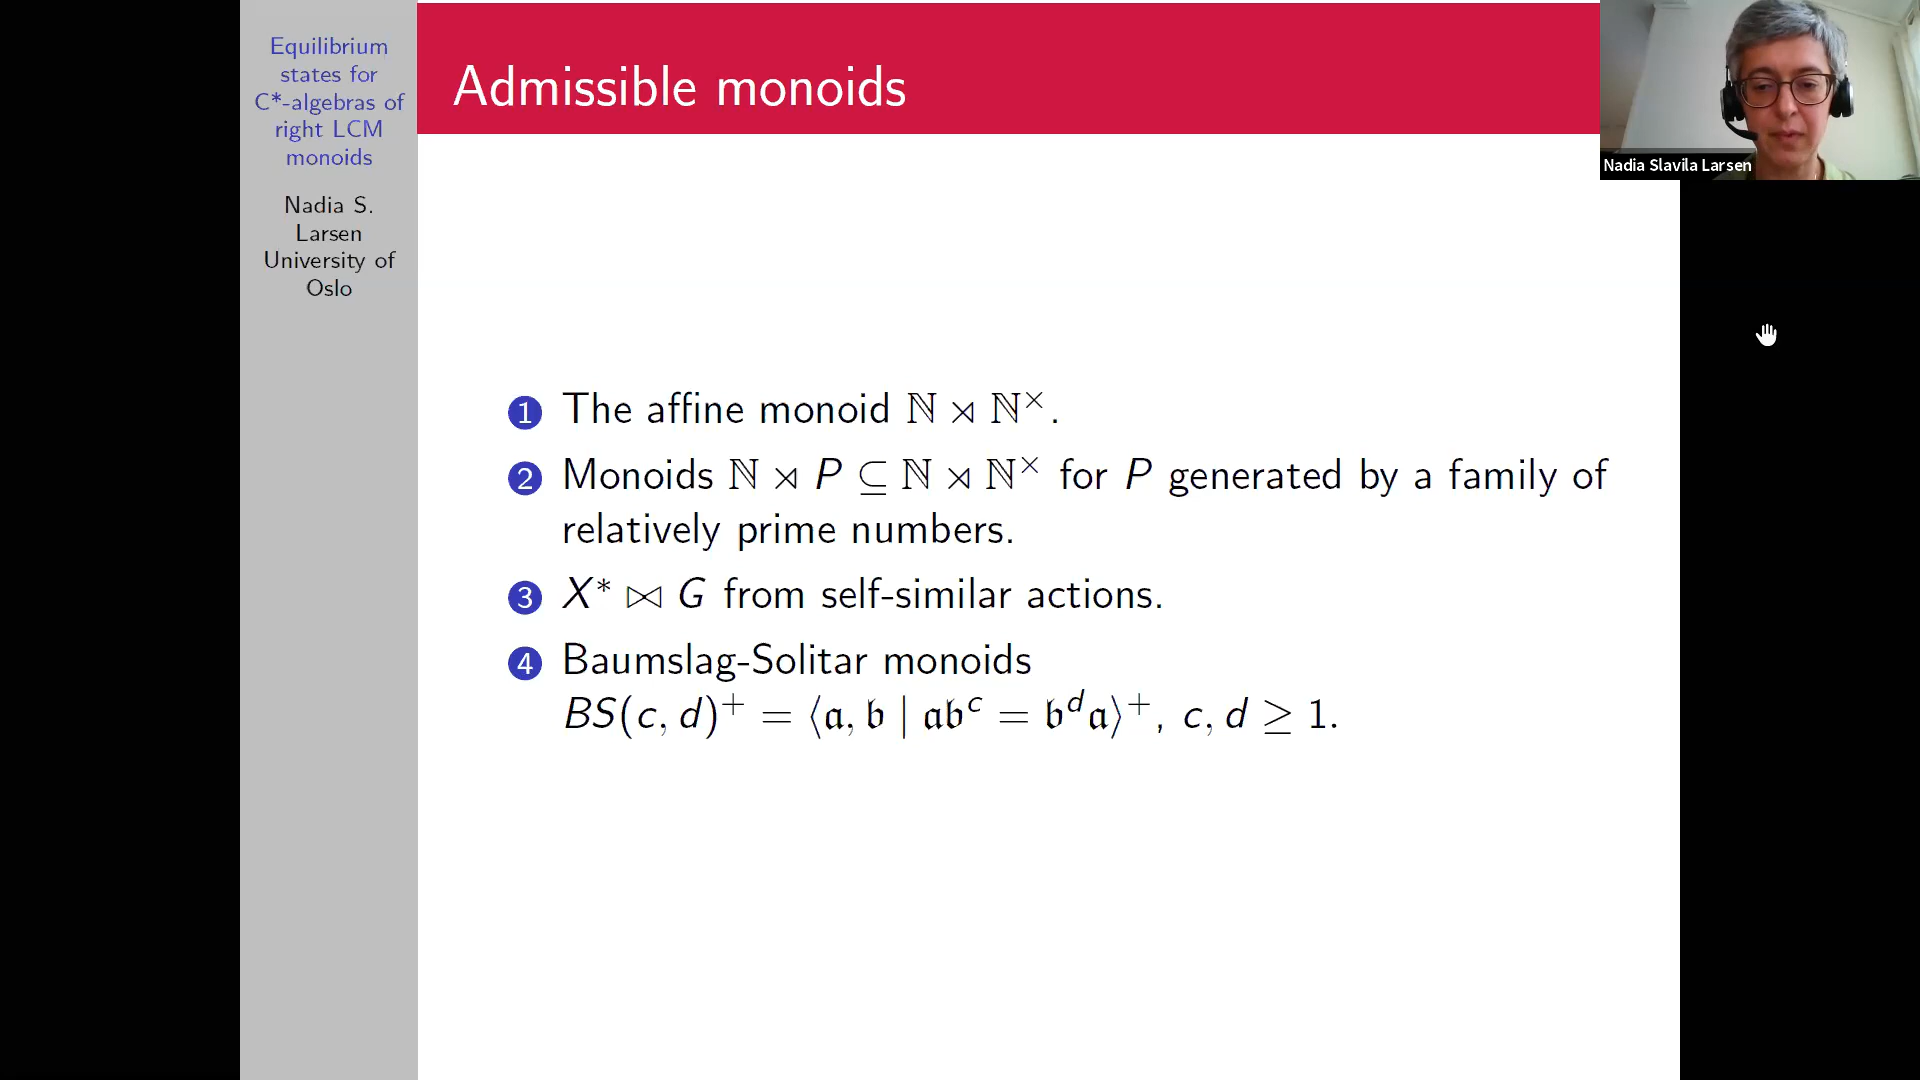 Equilibrium
states for
C*-algebras of
right LCM
monoids
Nadia S.
Larsen
University of
Oslo
Admissible monoids
1 The affine monoid ℕ ⋊ ℕ×.
2 Monoids ℕ ⋊ P ⊆ ℕ ⋊ ℕ× for P generated by a family of
relatively prime numbers.
3 X* ⋈ G from self-similar actions.
4 Baumslag-Solitar monoids
BS(c, d)⁺ = ⟨𝔞, 𝔟 | 𝔞𝔟ᶜ = 𝔟ᵈ𝔞⟩⁺, c, d ≥ 1.
Nadia Slavila Larsen